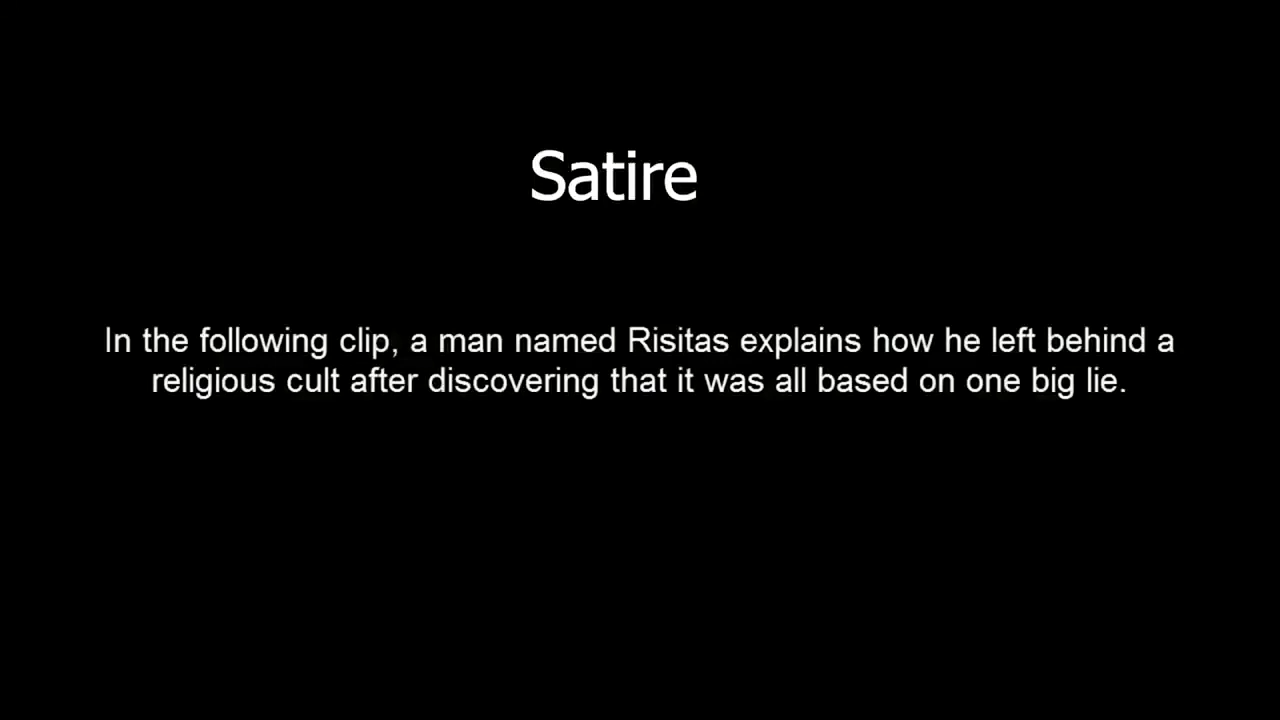 Satire
In the following clip, a man named Risitas explains how he left behind a
religious cult after discovering that it was all based on one big lie.